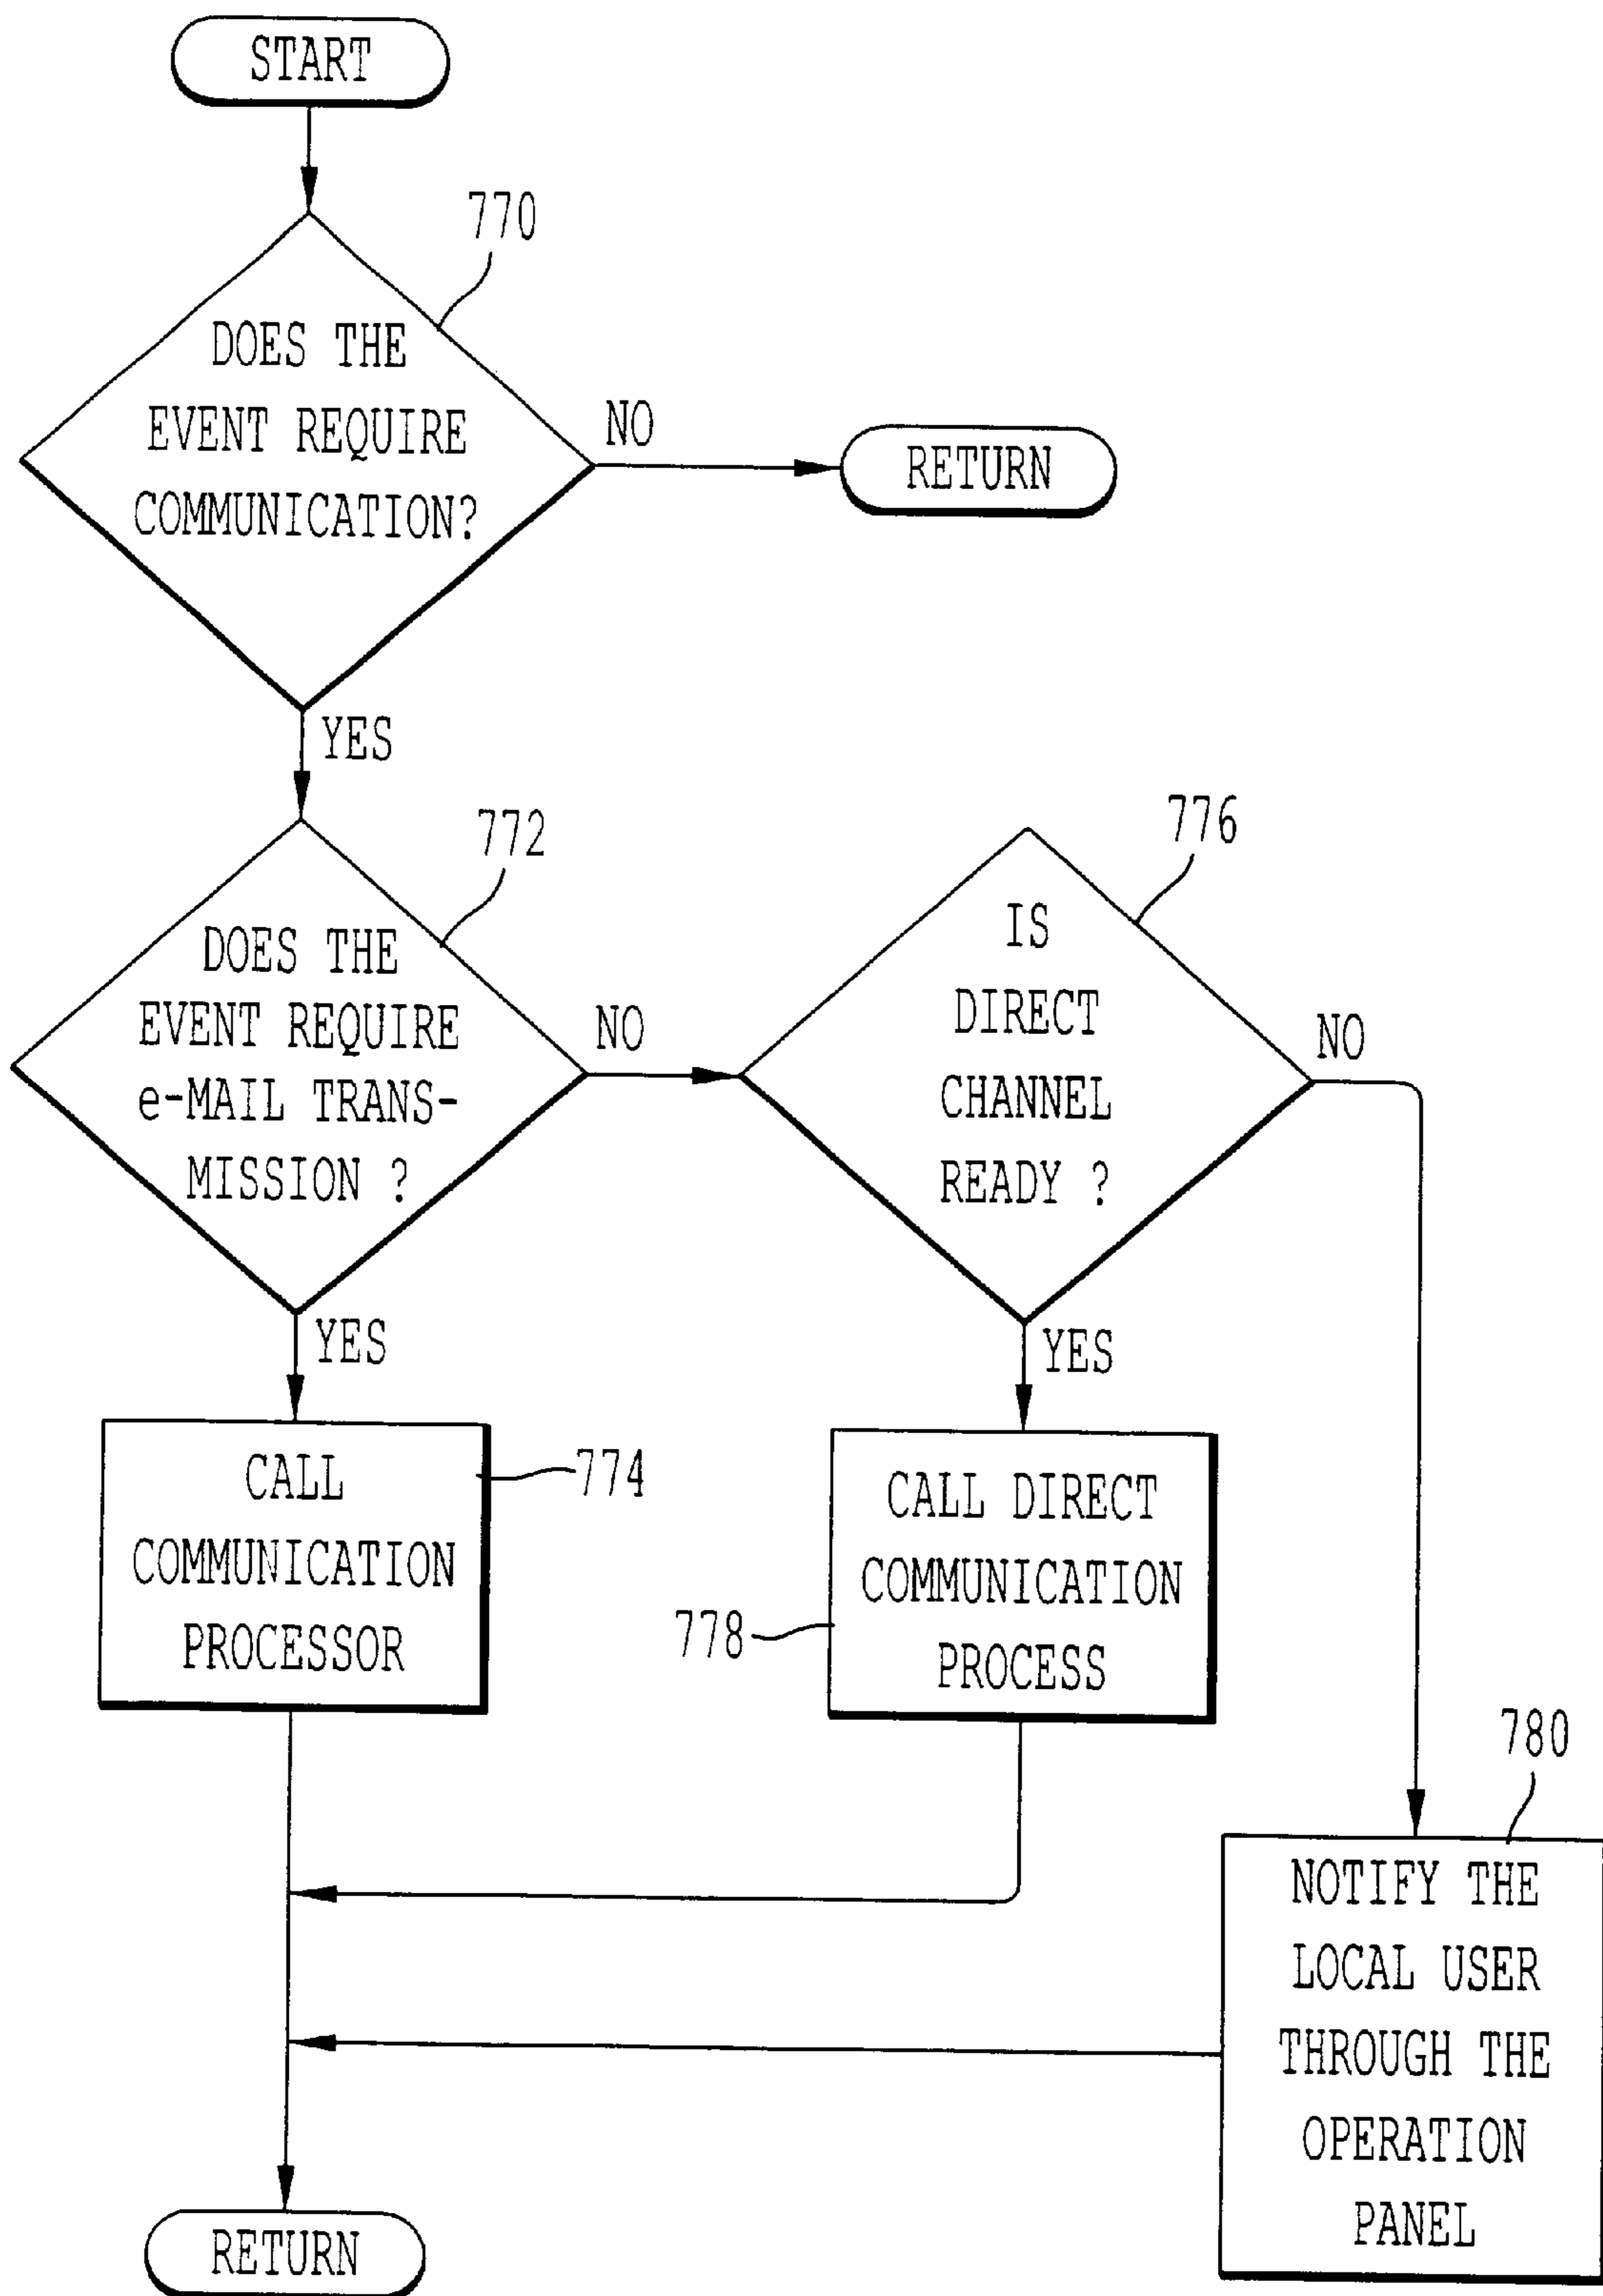 START
770
DOES THE
EVENT REQUIRE
COMMUNICATION?
NO
RETURN
YES
772
DOES THE
EVENT REQUIRE
e-MAIL TRANS-
MISSION ?
NO
776
IS
DIRECT
CHANNEL
READY ?
NO
YES
YES
CALL
COMMUNICATION
PROCESSOR
774
CALL DIRECT
COMMUNICATION
PROCESS
778
780
NOTIFY THE
LOCAL USER
THROUGH THE
OPERATION
PANEL
RETURN